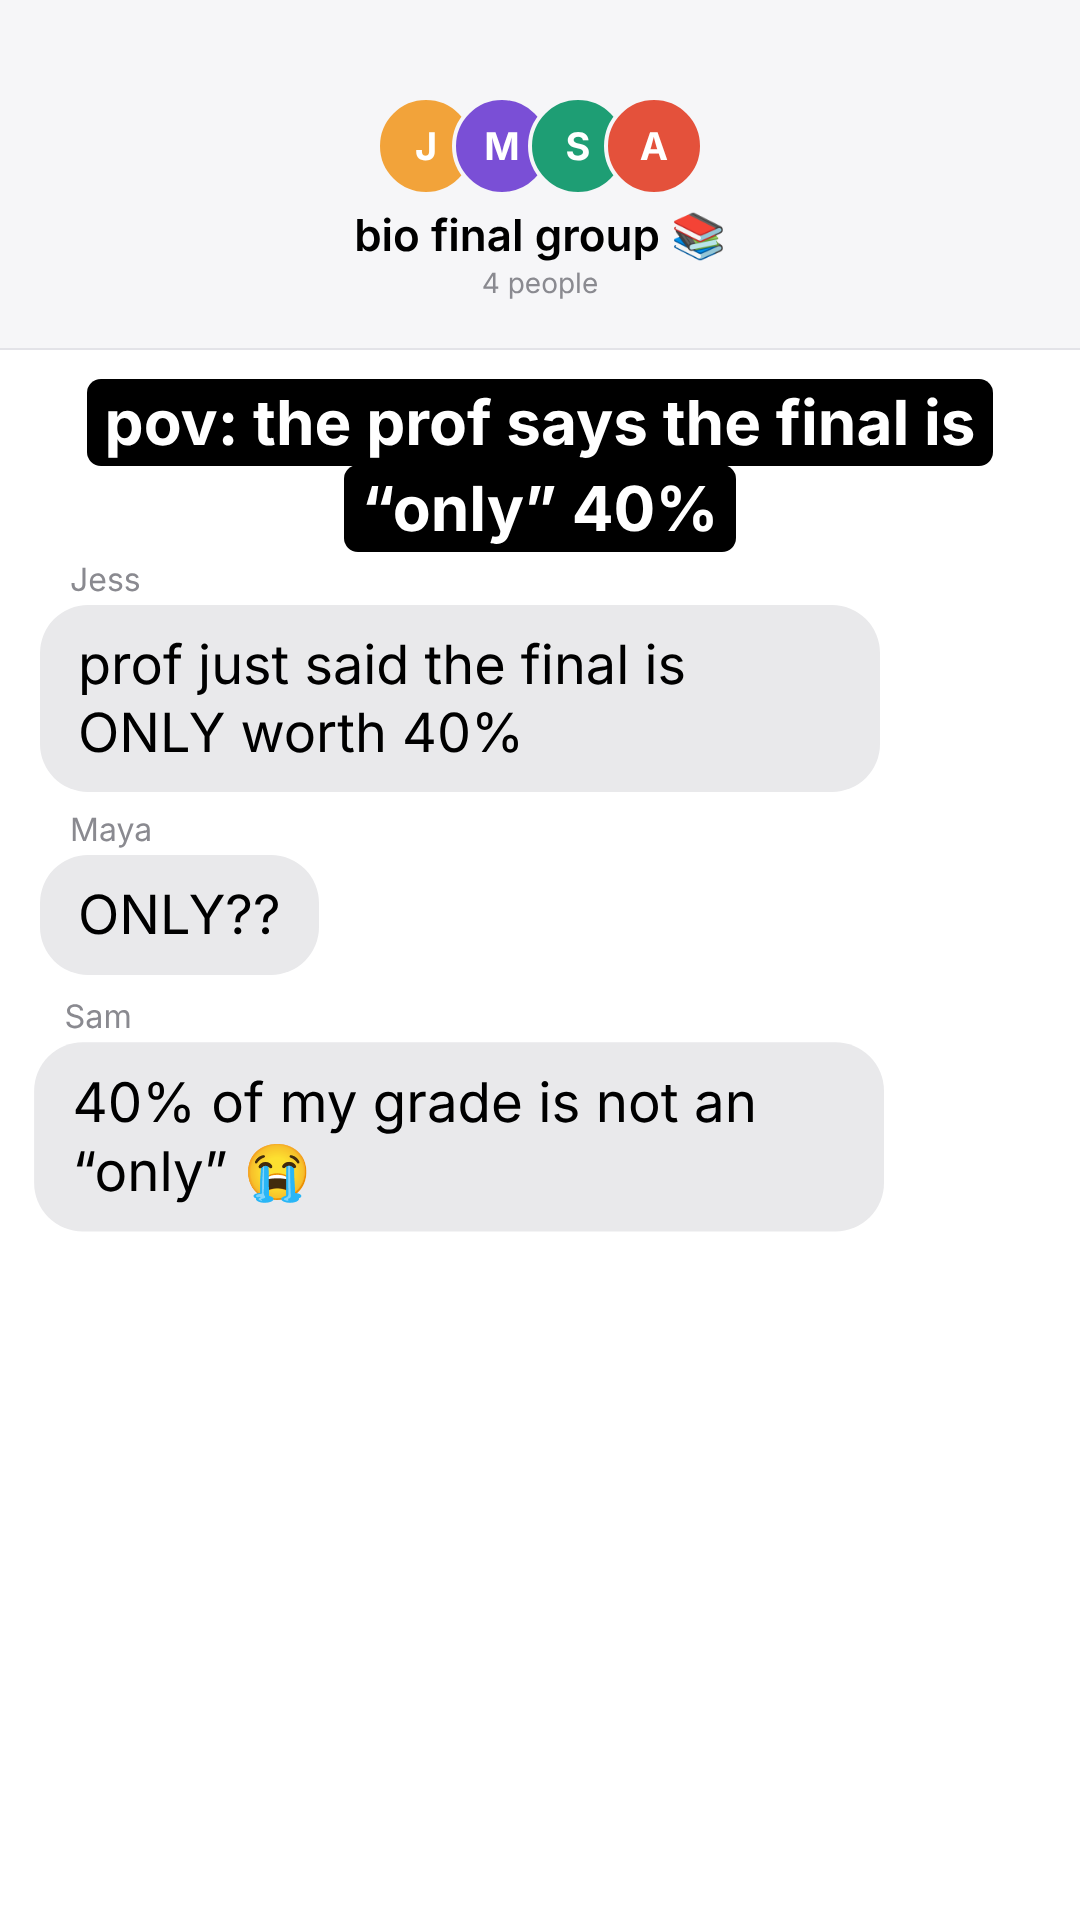 J M S A
bio final group 📚
4 people
pov: the prof says the final is
“only” 40%
Jess
prof just said the final is
ONLY worth 40%
Maya
ONLY??
Sam
40% of my grade is not an
“only” 😭